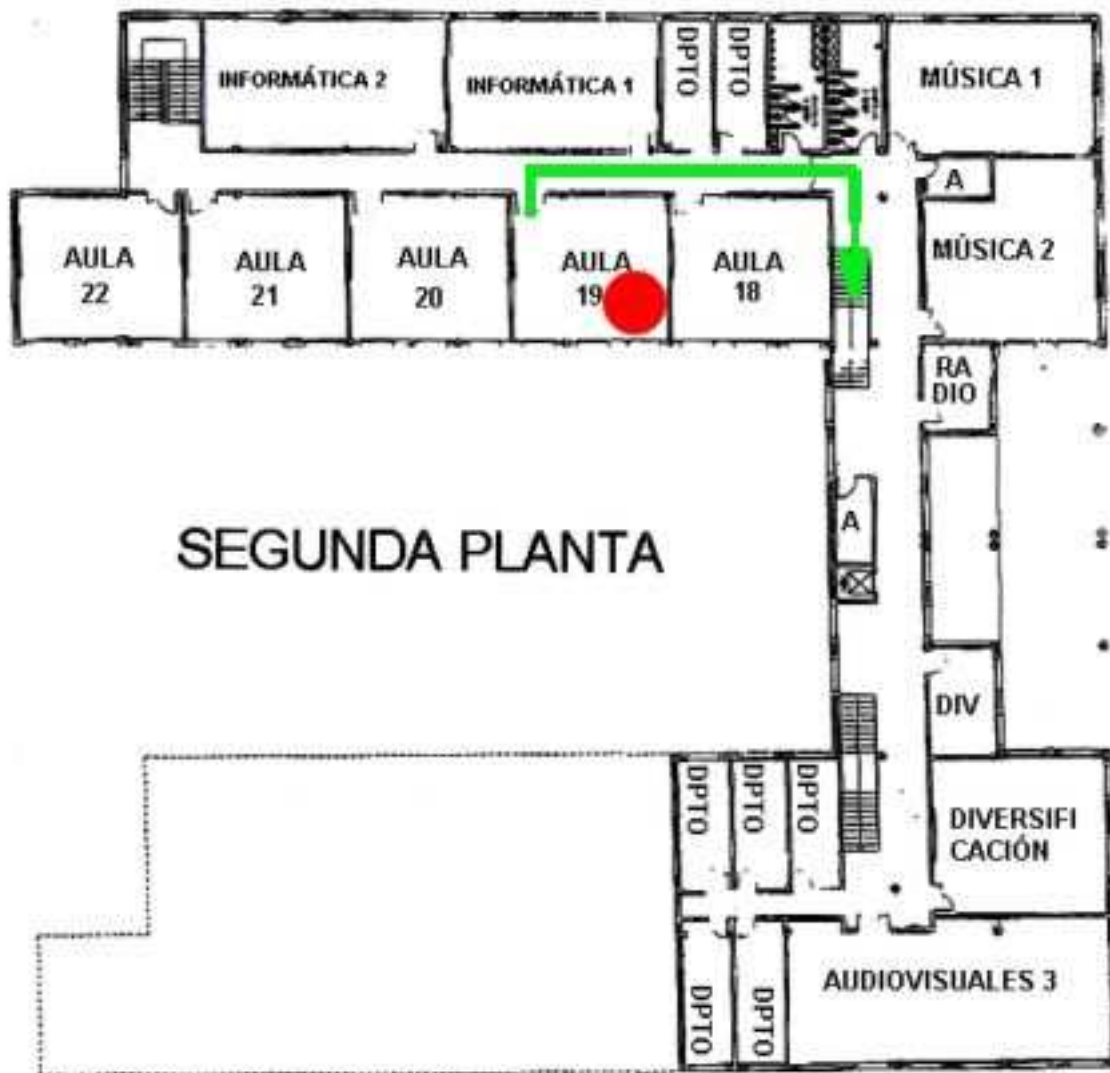 INFORMÁTICA 2
INFORMÁTICA 1
DPTO
DPTO
MÚSICA 1
A
MÚSICA 2
AULA
22
AULA
21
AULA
20
AULA
19
AULA
18
RA
DIO
A
SEGUNDA PLANTA
DIV
DPTO
DPTO
DPTO
DIVERSIFI
CACIÓN
DPTO
DPTO
AUDIOVISUALES 3